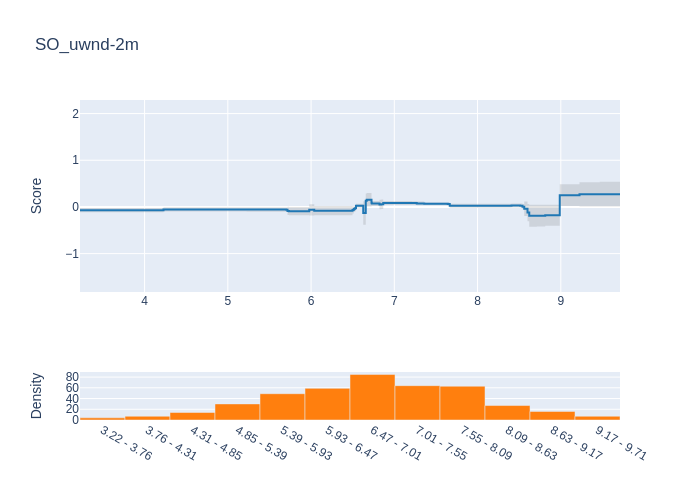 SO_uwnd-2m
Score
2
1
0
−1
4
5
6
7
8
9
Density
80
60
40
20
0
3.22 - 3.76
3.76 - 4.31
4.31 - 4.85
4.85 - 5.39
5.39 - 5.93
5.93 - 6.47
6.47 - 7.01
7.01 - 7.55
7.55 - 8.09
8.09 - 8.63
8.63 - 9.17
9.17 - 9.71